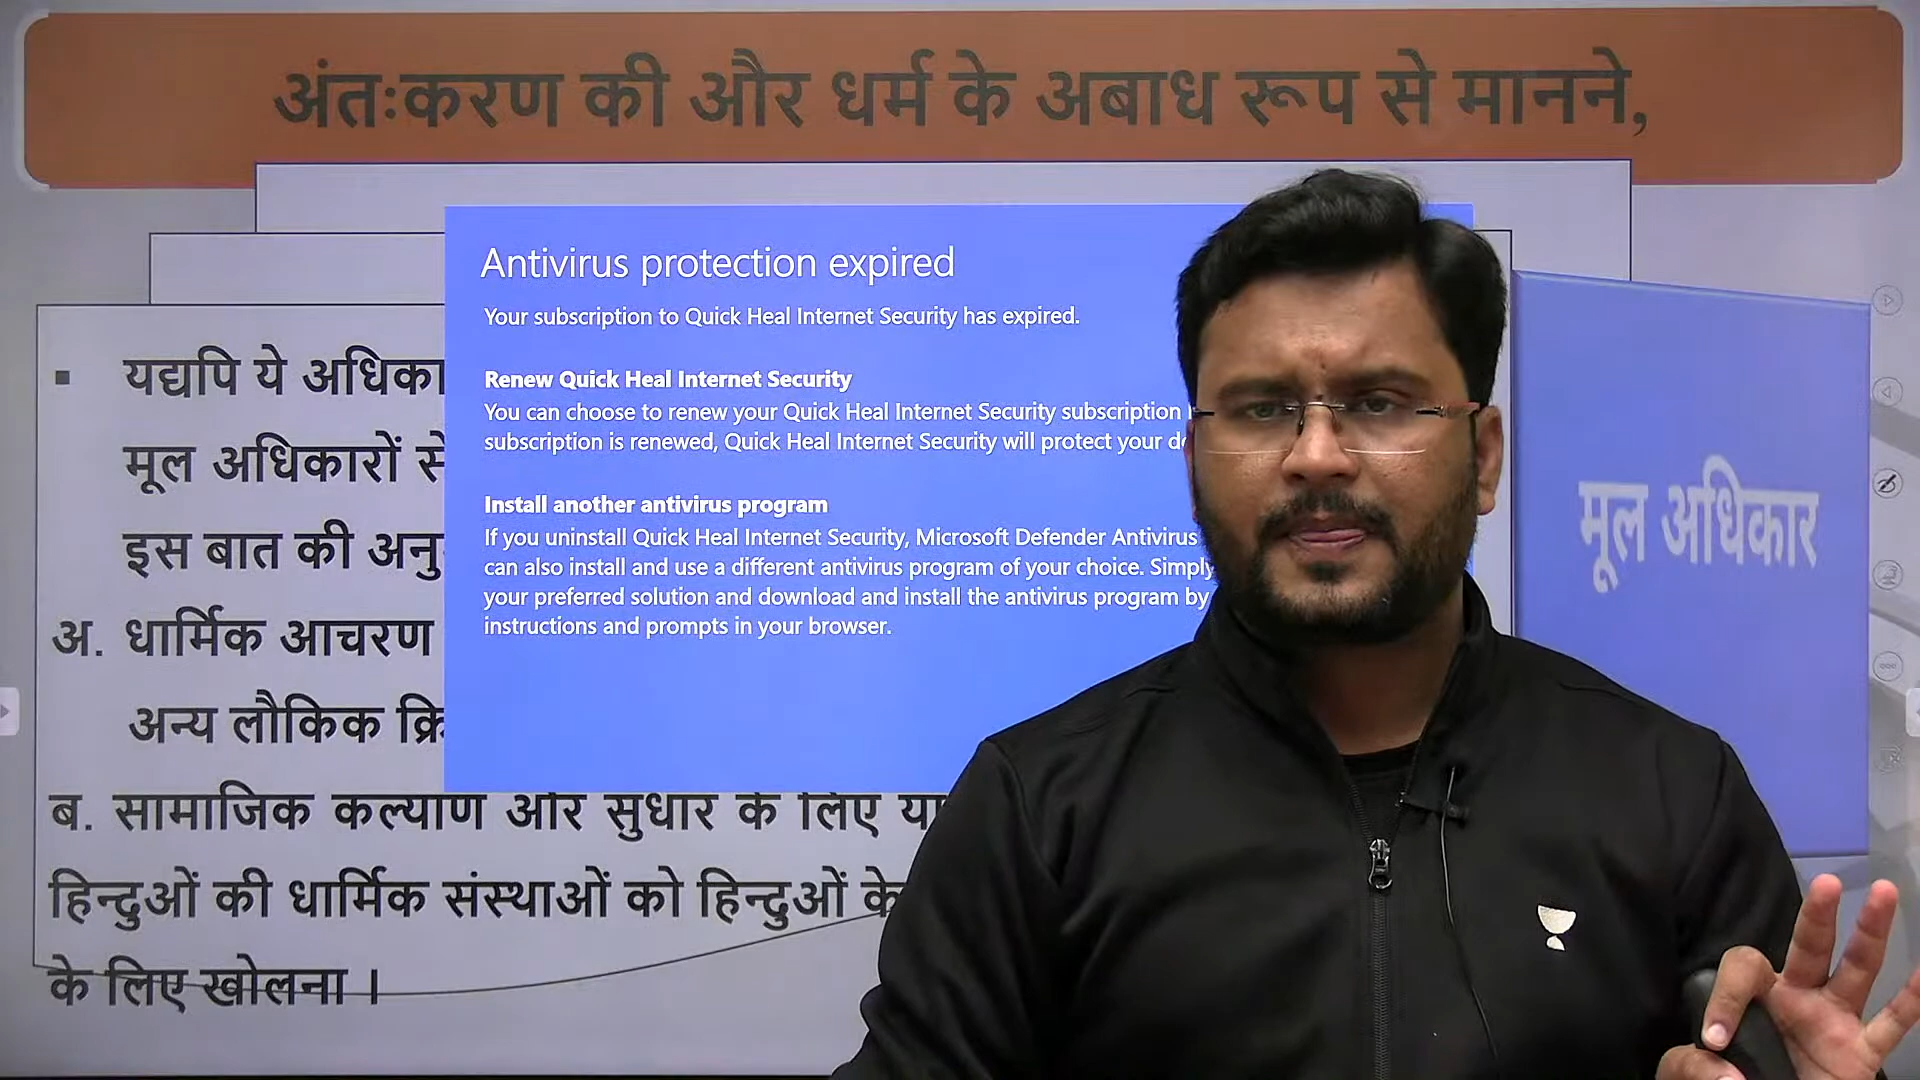 अंतःकरण की और धर्म के अबाध रूप से मानने,
Antivirus protection expired
Your subscription to Quick Heal Internet Security has expired.
Renew Quick Heal Internet Security
You can choose to renew your Quick Heal Internet Security subscription
subscription is renewed, Quick Heal Internet Security will protect your
Install another antivirus program
If you uninstall Quick Heal Internet Security, Microsoft Defender Antivirus
can also install and use a different antivirus program of your choice. Simply
your preferred solution and download and install the antivirus program by
instructions and prompts in your browser.
यद्यपि ये
मूल अधिकारों से
इस बात की
अ. धार्मिक आचरण
अन्य लौकिक
ब. सामाजिक कल्याण और सुधार के लिए या
हिन्दुओं की धार्मिक संस्थाओं को हिन्दुओं के
के लिए खोलना ।
मूल अधिकार